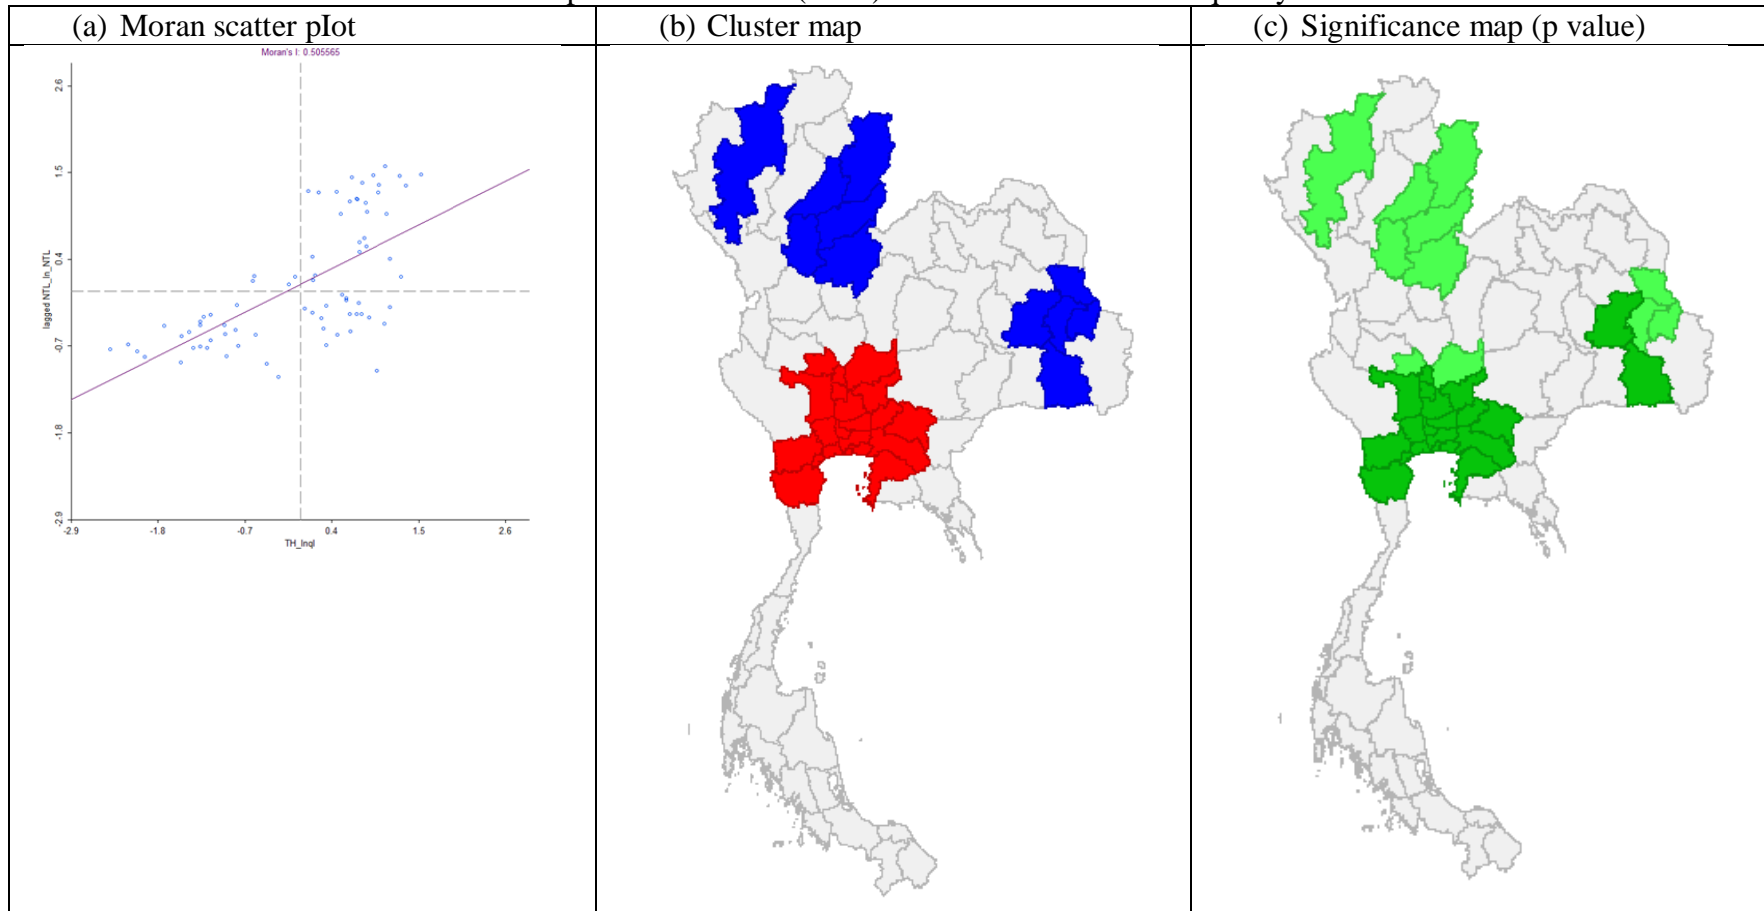 (a) Moran scatter plot
(b) Cluster map
(c) Significance map (p value)
Moran's I: 0.505565
2.6
1.5
0.4
-0.7
-1.8
-2.9
lagged NTL_ln_NTL
-2.9 -1.8 -0.7 0.4 1.5 2.6